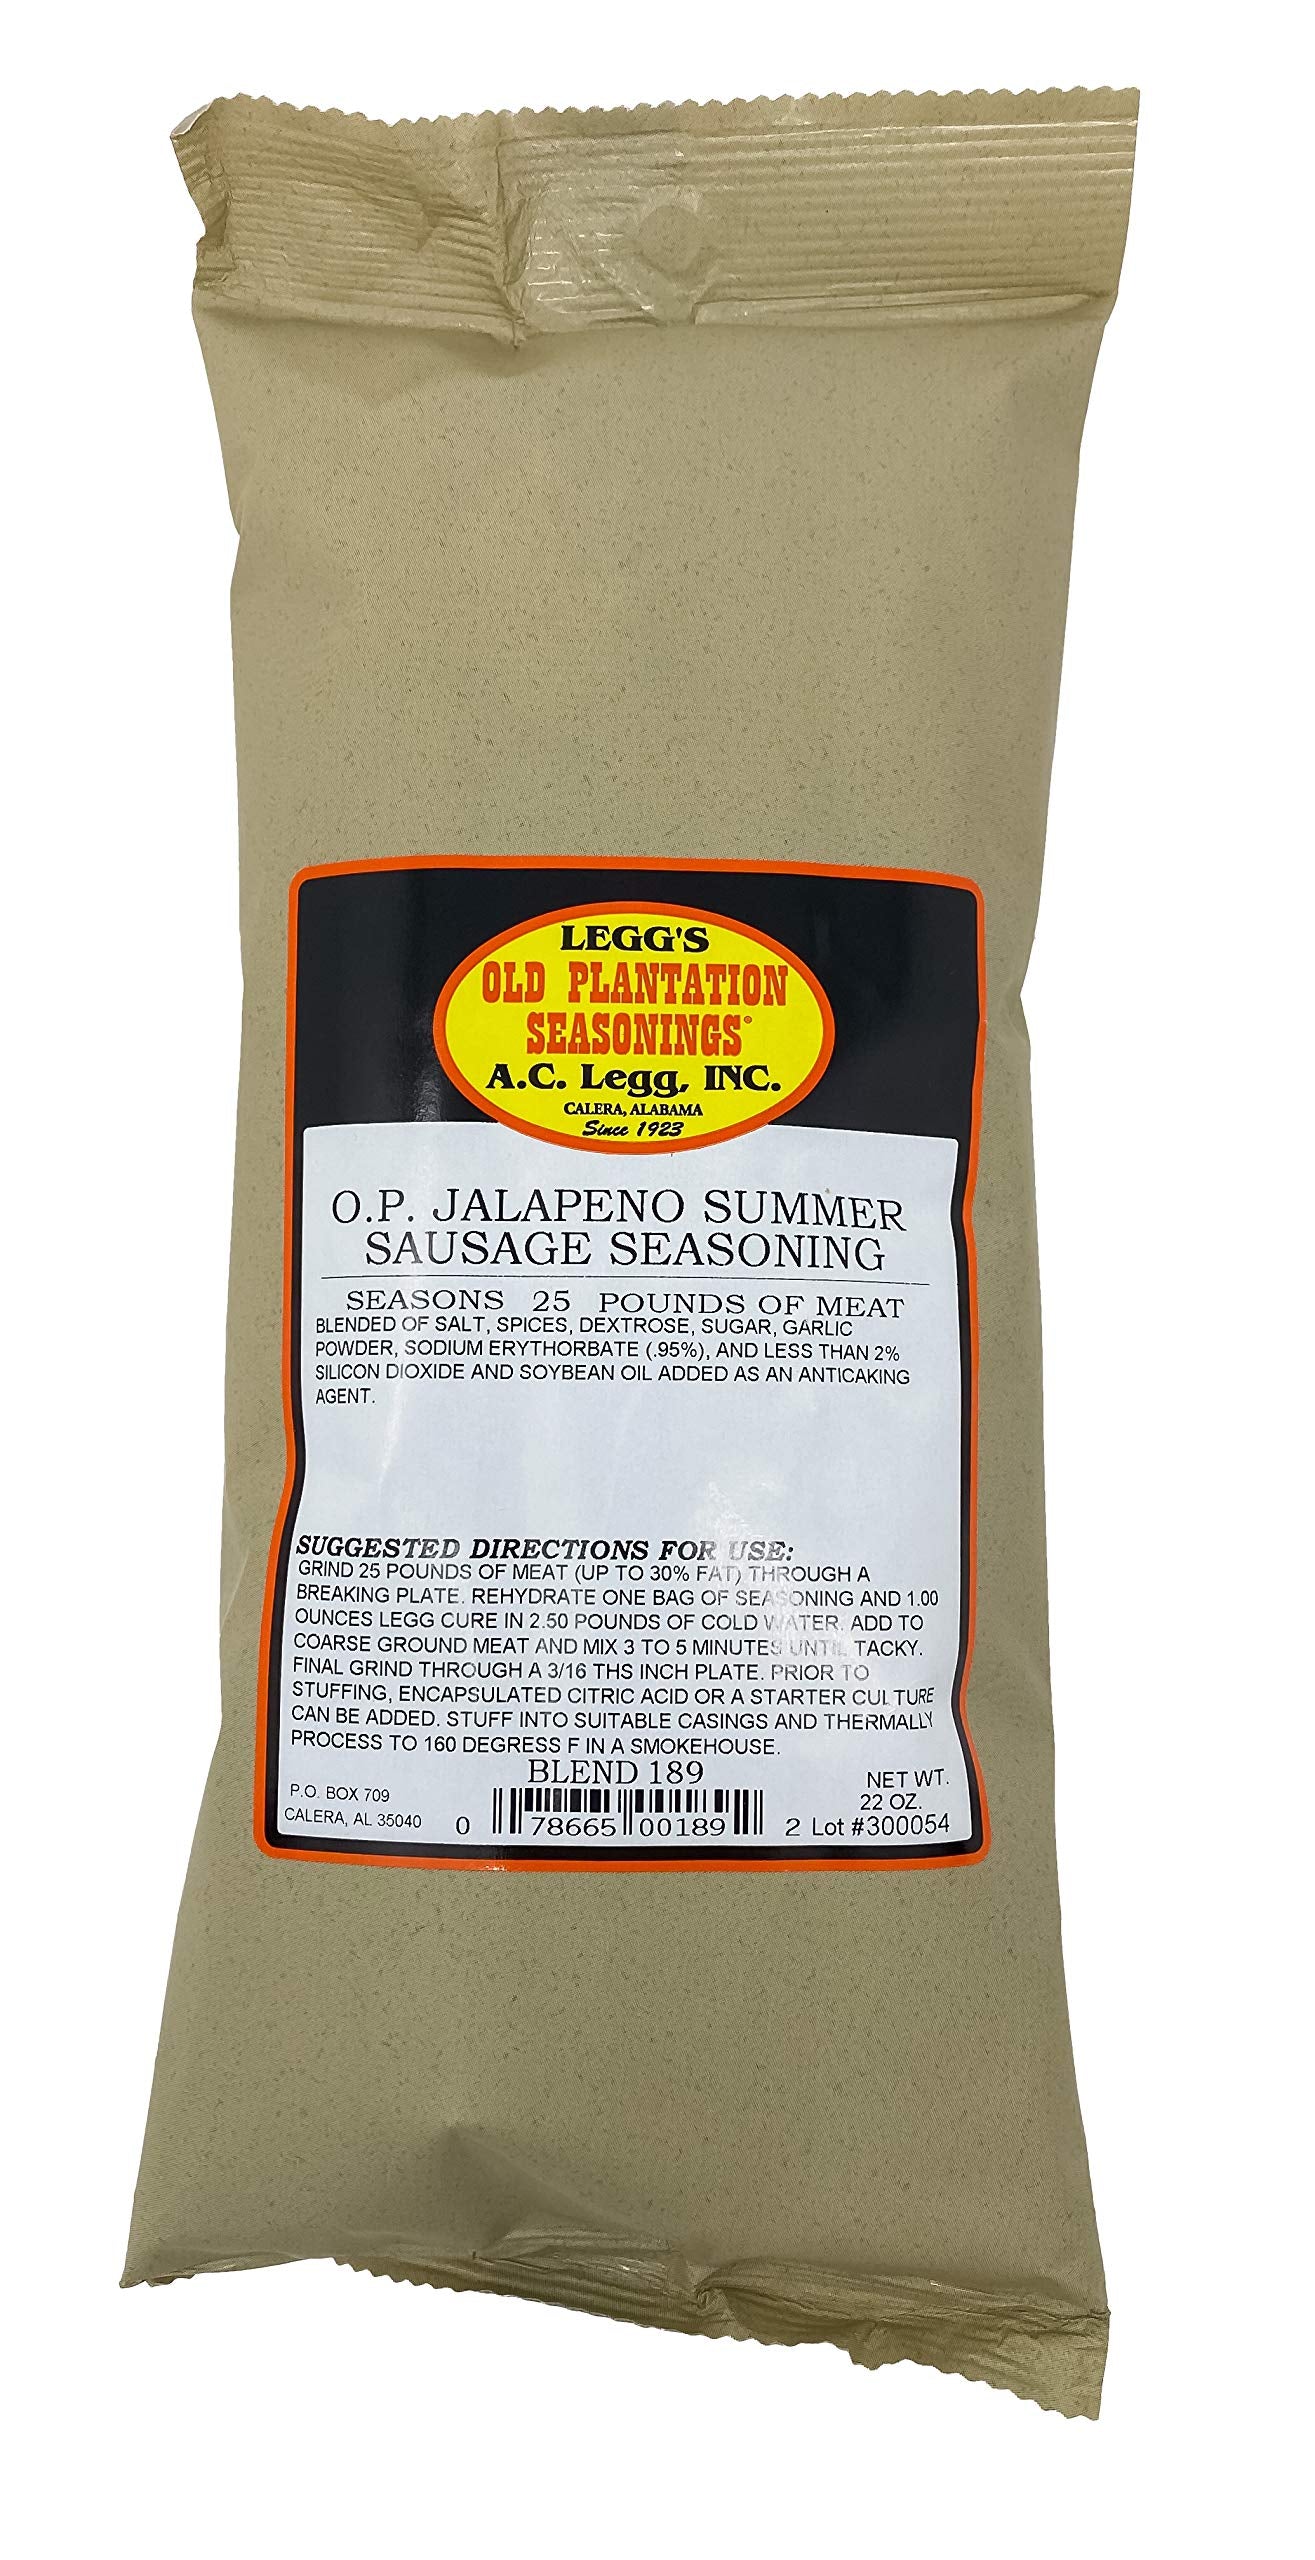 LEGG'S
OLD PLANTATION
SEASONINGS®
A.C. Legg, INC.
CALERA, ALABAMA
Since 1923
O.P. JALAPENO SUMMER
SAUSAGE SEASONING
SEASONS 25 POUNDS OF MEAT
BLENDED OF SALT, SPICES, DEXTROSE, SUGAR, GARLIC
POWDER, SODIUM ERYTHORBATE (.95%), AND LESS THAN 2%
SILICON DIOXIDE AND SOYBEAN OIL ADDED AS AN ANTICAKING
AGENT.
SUGGESTED DIRECTIONS FOR USE:
GRIND 25 POUNDS OF MEAT (UP TO 30% FAT) THROUGH A
BREAKING PLATE. REHYDRATE ONE BAG OF SEASONING AND 1.00
OUNCES LEGG CURE IN 2.50 POUNDS OF COLD WATER. ADD TO
COARSE GROUND MEAT AND MIX 3 TO 5 MINUTES UNTIL TACKY.
FINAL GRIND THROUGH A 3/16 THS INCH PLATE. PRIOR TO
STUFFING, ENCAPSULATED CITRIC ACID OR A STARTER CULTURE
CAN BE ADDED. STUFF INTO SUITABLE CASINGS AND THERMALLY
PROCESS TO 160 DEGRESS F IN A SMOKEHOUSE.
BLEND 189
P.O. BOX 709
CALERA, AL 35040
0 78665 00189 2
NET WT.
22 OZ.
Lot #300054